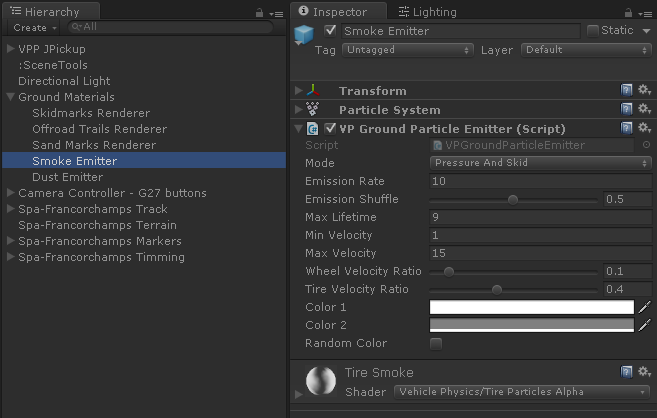 Hierarchy
Create
All
VPP JPickup
:SceneTools
Directional Light
Ground Materials
Skidmarks Renderer
Offroad Trails Renderer
Sand Marks Renderer
Smoke Emitter
Dust Emitter
Camera Controller - G27 buttons
Spa-Francorchamps Track
Spa-Francorchamps Terrain
Spa-Francorchamps Markers
Spa-Francorchamps Timming
Inspector Lighting
Smoke Emitter Static
Tag Untagged Layer Default
Transform
Particle System
VP Ground Particle Emitter (Script)
Script VPGroundParticleEmitter
Mode Pressure And Skid
Emission Rate 10
Emission Shuffle 0.5
Max Lifetime 9
Min Velocity 1
Max Velocity 15
Wheel Velocity Ratio 0.1
Tire Velocity Ratio 0.4
Color 1
Color 2
Random Color
Tire Smoke
Shader Vehicle Physics/Tire Particles Alpha